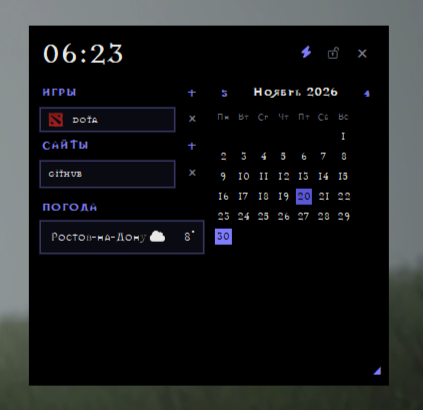 06:23
ИГРЫ +
DOTA ×
САЙТЫ +
GITHUB ×
ПОГОДА
Ростов-на-Дону 8°
Ноябрь 2026
Пн Вт Ср Чт Пт Сб Вс
1
2 3 4 5 6 7 8
9 10 11 12 13 14 15
16 17 18 19 20 21 22
23 24 25 26 27 28 29
30